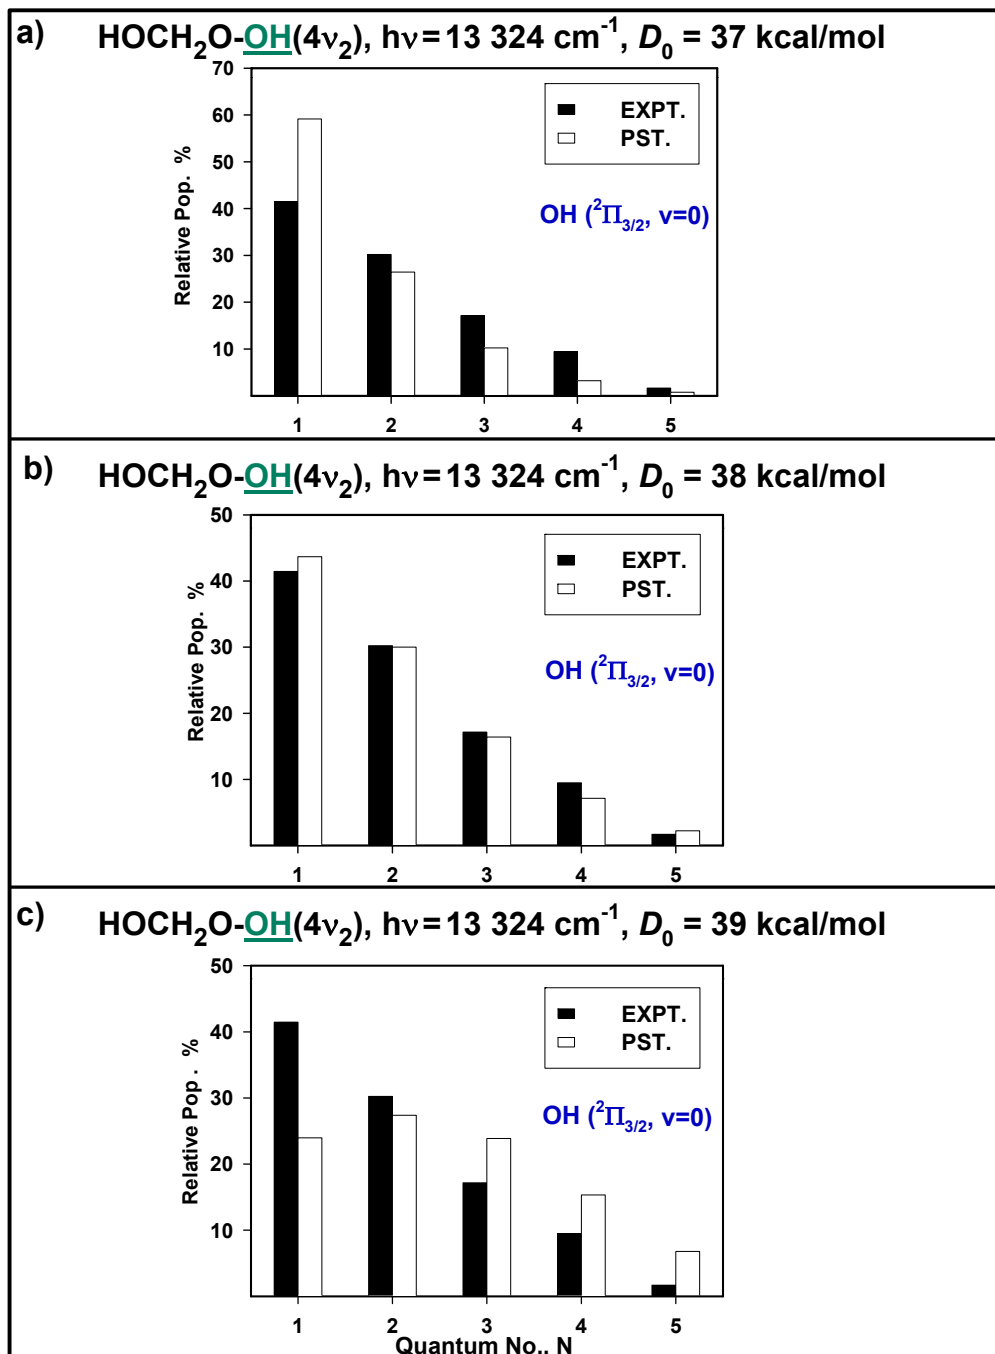 a) HOCH₂O-OH(4ν₂), hν = 13 324 cm⁻¹, D₀ = 37 kcal/mol
70
60
50
40
30
20
10
Relative Pop. %
EXPT.
PST.
OH (²Π₃/₂, v=0)
1 2 3 4 5
b) HOCH₂O-OH(4ν₂), hν = 13 324 cm⁻¹, D₀ = 38 kcal/mol
50
40
30
20
10
Relative Pop. %
EXPT.
PST.
OH (²Π₃/₂, v=0)
1 2 3 4 5
c) HOCH₂O-OH(4ν₂), hν = 13 324 cm⁻¹, D₀ = 39 kcal/mol
50
40
30
20
10
Relative Pop. %
EXPT.
PST.
OH (²Π₃/₂, v=0)
1 2 3 4 5
Quantum No., N